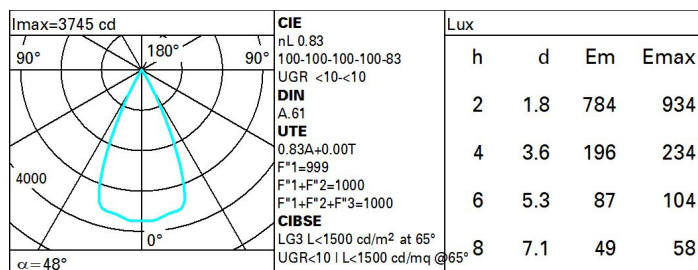 Imax=3745 cd
90°
180°
90°
4000
0°
α=48°
CIE
nL 0.83
100-100-100-100-83
UGR <10-<10
DIN
A.61
UTE
0.83A+0.00T
F"1=999
F"1+F"2=1000
F"1+F"2+F"3=1000
CIBSE
LG3 L<1500 cd/m² at 65°
UGR<10 | L<1500 cd/mq @65°
Lux
h d Em Emax
2 1.8 784 934
4 3.6 196 234
6 5.3 87 104
8 7.1 49 58